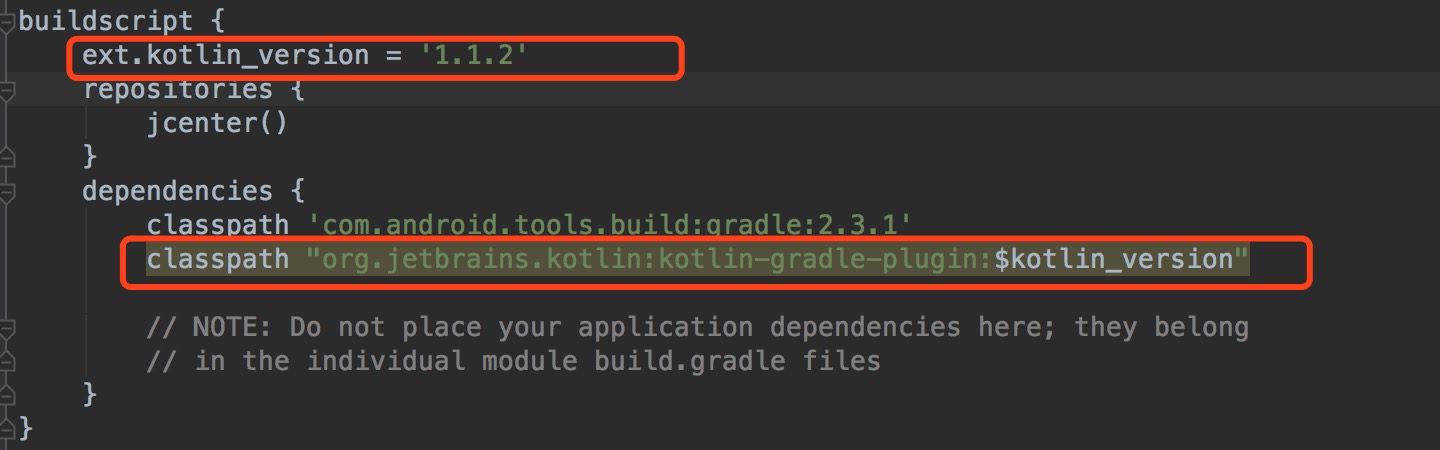 buildscript {
    ext.kotlin_version = '1.1.2'
    repositories {
        jcenter()
    }
    dependencies {
        classpath 'com.android.tools.build:gradle:2.3.1'
        classpath "org.jetbrains.kotlin:kotlin-gradle-plugin:$kotlin_version"

        // NOTE: Do not place your application dependencies here; they belong
        // in the individual module build.gradle files
    }
}